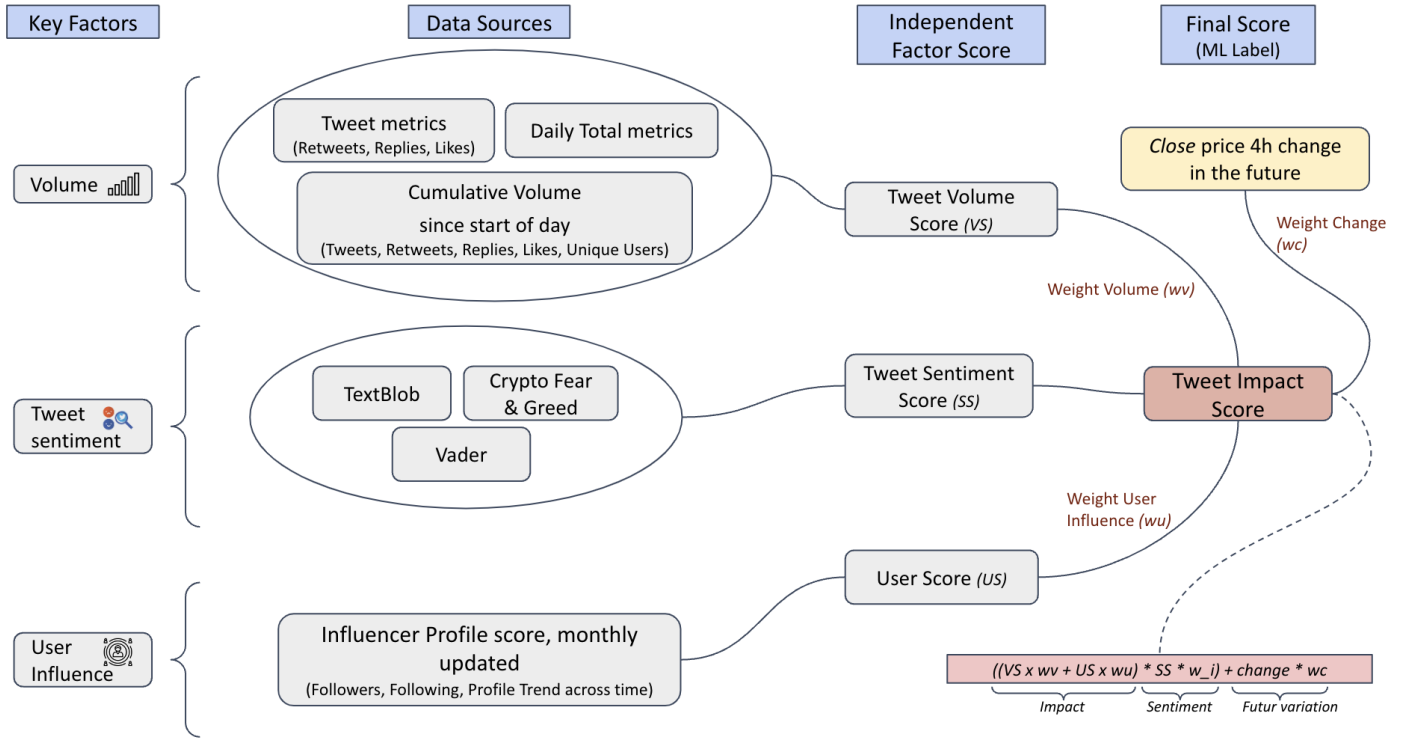 Key Factors
Data Sources
Independent
Factor Score
Final Score
(ML Label)
Volume
Tweet metrics
(Retweets, Replies, Likes)
Daily Total metrics
Cumulative Volume
since start of day
(Tweets, Retweets, Replies, Likes, Unique Users)
Tweet Volume
Score (VS)
Close price 4h change
in the future
Weight Change
(wc)
Weight Volume (wv)
Tweet
sentiment
TextBlob
Crypto Fear
& Greed
Vader
Tweet Sentiment
Score (SS)
Tweet Impact
Score
Weight User
Influence (wu)
User
Influence
Influencer Profile score, monthly
updated
(Followers, Following, Profile Trend across time)
User Score (US)
((VS x wv + US x wu) * SS * w_i) + change * wc
Impact
Sentiment
Futur variation